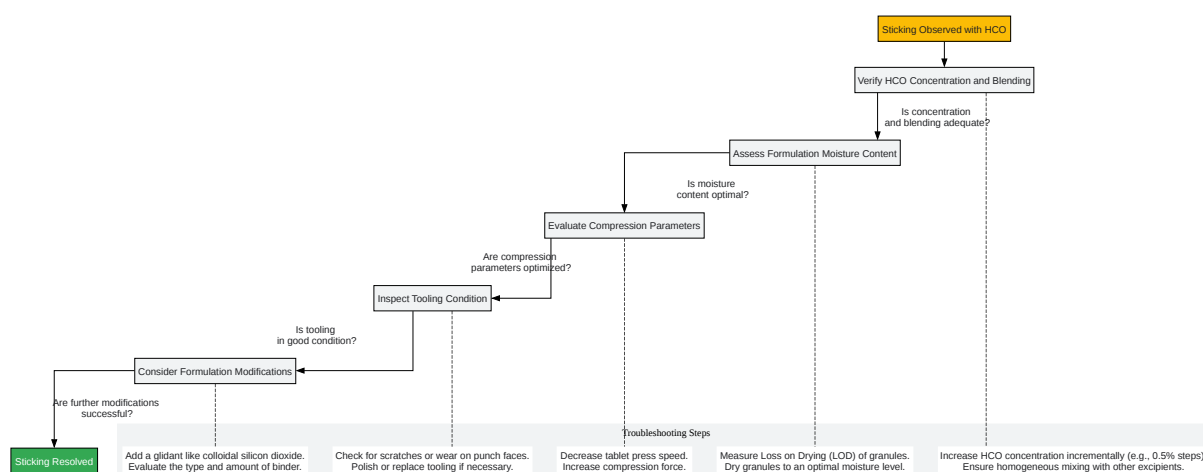 Sticking Observed with HCO
Verify HCO Concentration and Blending
Is concentration
and blending adequate?
Assess Formulation Moisture Content
Is moisture
content optimal?
Evaluate Compression Parameters
Are compression
parameters optimized?
Inspect Tooling Condition
Is tooling
in good condition?
Consider Formulation Modifications
Are further modifications
successful?
Troubleshooting Steps
Sticking Resolved
Add a glidant like colloidal silicon dioxide.
Evaluate the type and amount of binder.
Check for scratches or wear on punch faces.
Polish or replace tooling if necessary.
Decrease tablet press speed.
Increase compression force.
Measure Loss on Drying (LOD) of granules.
Dry granules to an optimal moisture level.
Increase HCO concentration incrementally (e.g., 0.5% step
Ensure homogeneous mixing with other excipients.